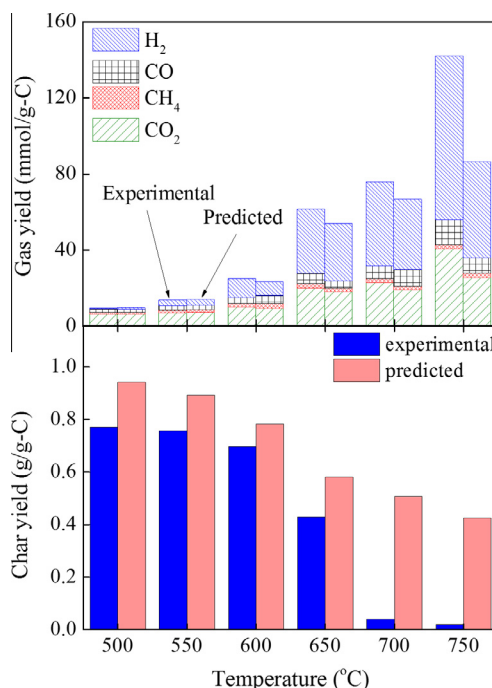 160
120
80
40
0
Gas yield (mmol/g-C)
H2
CO
CH4
CO2
Experimental
Predicted
experimental
predicted
1.0
0.8
0.6
0.4
0.2
0.0
Char yield (g/g-C)
500 550 600 650 700 750
Temperature (°C)